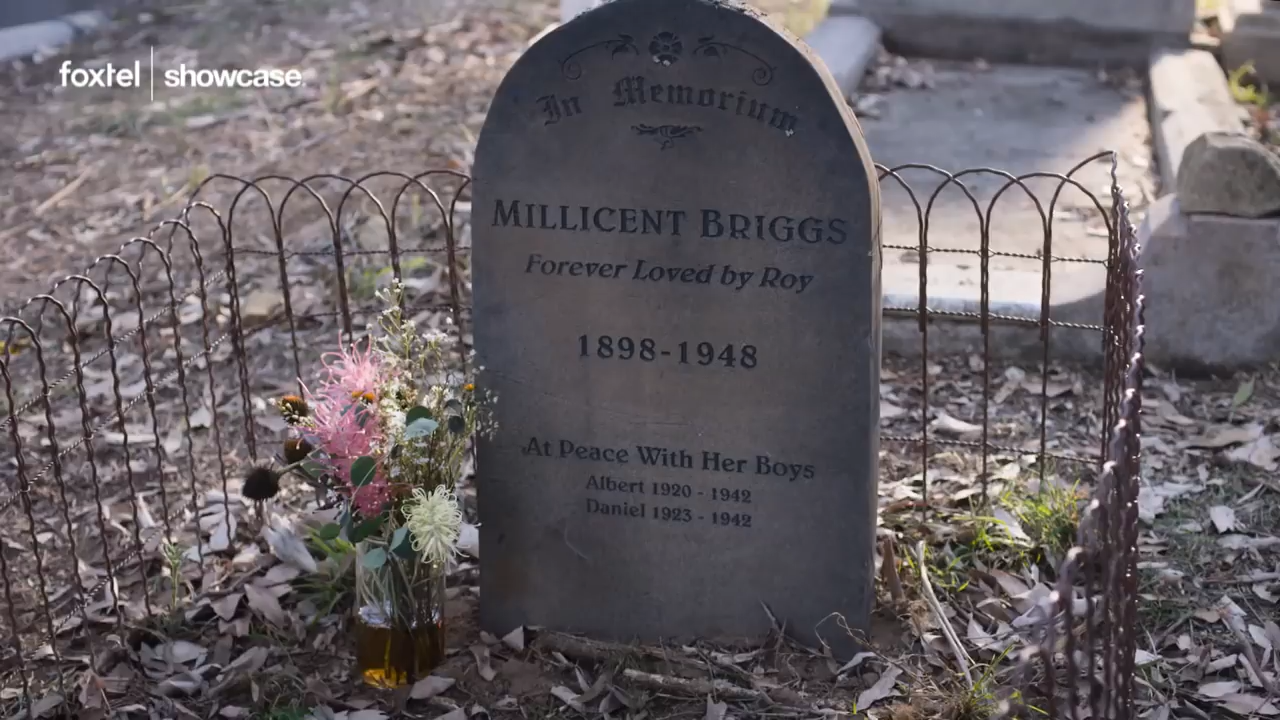 foxtel | showcase
In Memorium
MILLICENT BRIGGS
Forever Loved by Roy
1898-1948
At Peace With Her Boys
Albert 1920 - 1942
Daniel 1923 - 1942